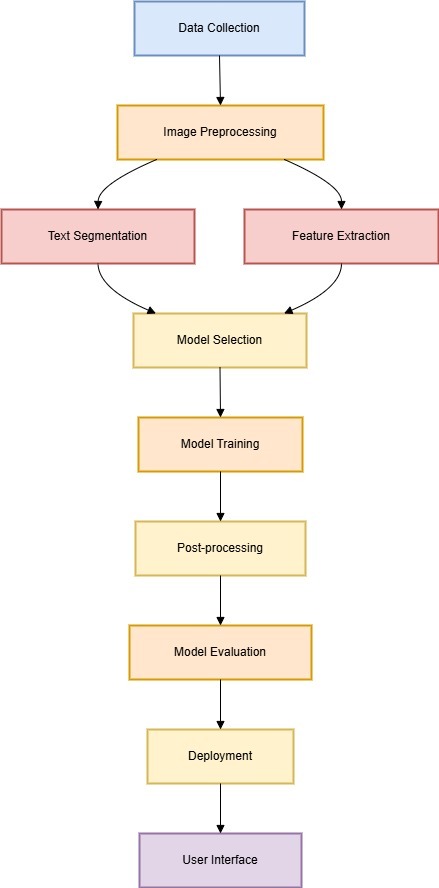 Data Collection
Image Preprocessing
Text Segmentation
Feature Extraction
Model Selection
Model Training
Post-processing
Model Evaluation
Deployment
User Interface